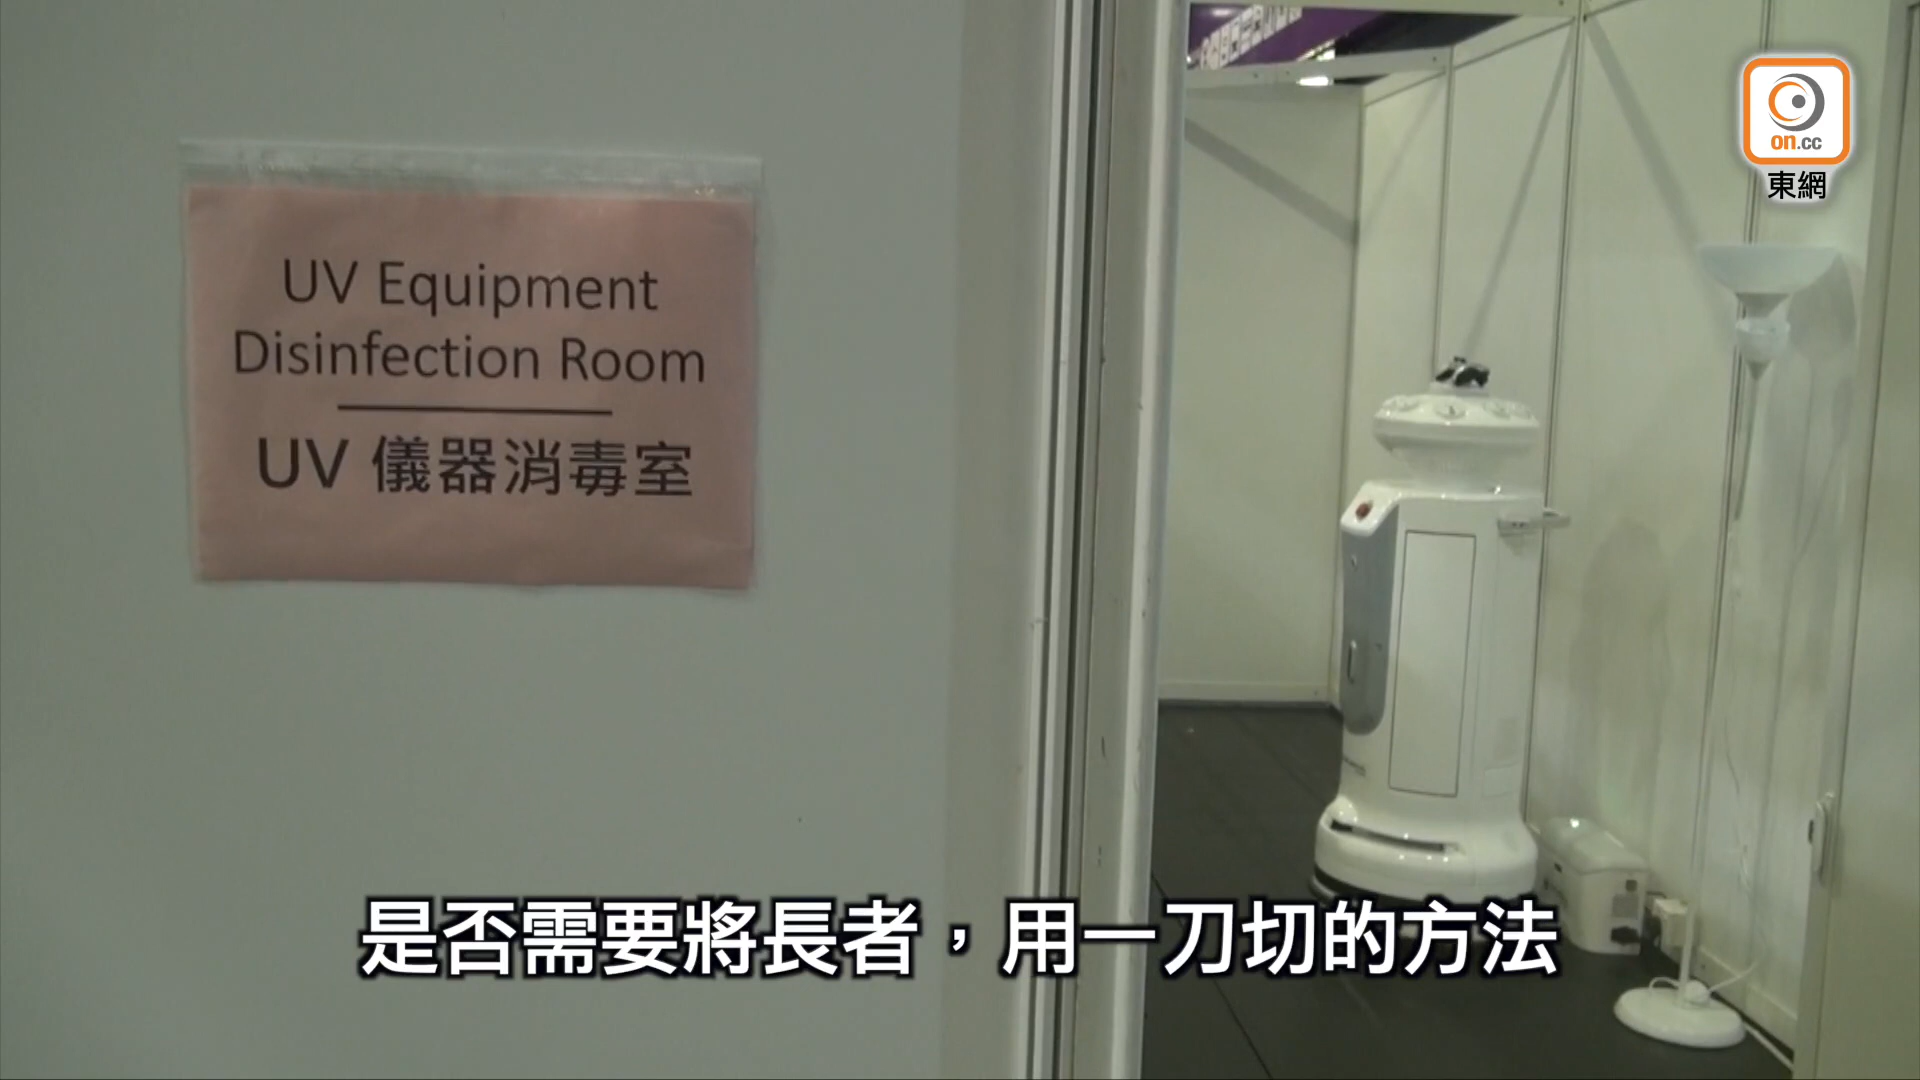 UV Equipment
Disinfection Room
UV 儀器消毒室
on.cc
東網
是否需要將長者，用一刀切的方法